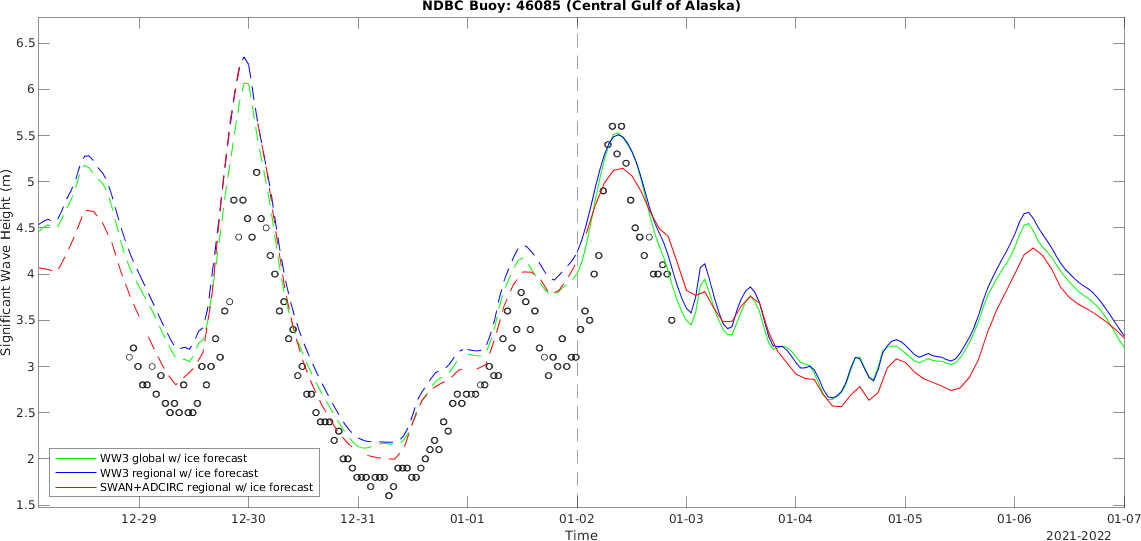 NDBC Buoy: 46085 (Central Gulf of Alaska)
Significant Wave Height (m)
6.5
6
5.5
5
4.5
4
3.5
3
2.5
2
1.5
WW3 global w/ ice forecast
WW3 regional w/ ice forecast
SWAN+ADCIRC regional w/ ice forecast
12-29 12-30 12-31 01-01 01-02 01-03 01-04 01-05 01-06 01-07
Time
2021-2022